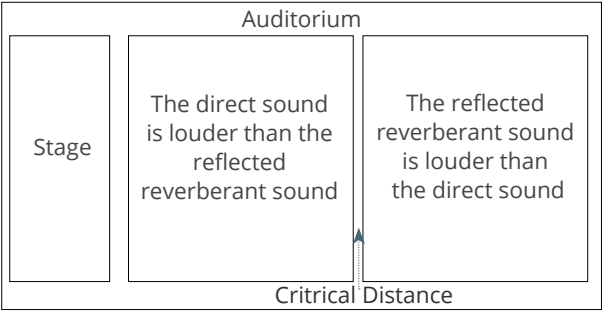 Auditorium
Stage
The direct sound
is louder than the
reflected
reverberant sound
The reflected
reverberant sound
is louder than
the direct sound
Critrical Distance